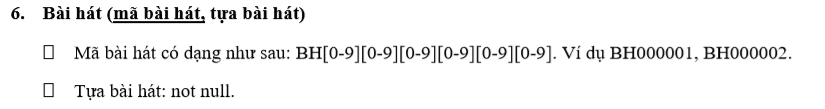 6. Bài hát (mã bài hát, tựa bài hát)
☐ Mã bài hát có dạng như sau: BH[0-9][0-9][0-9][0-9][0-9][0-9]. Ví dụ BH000001, BH000002.
☐ Tựa bài hát: not null.